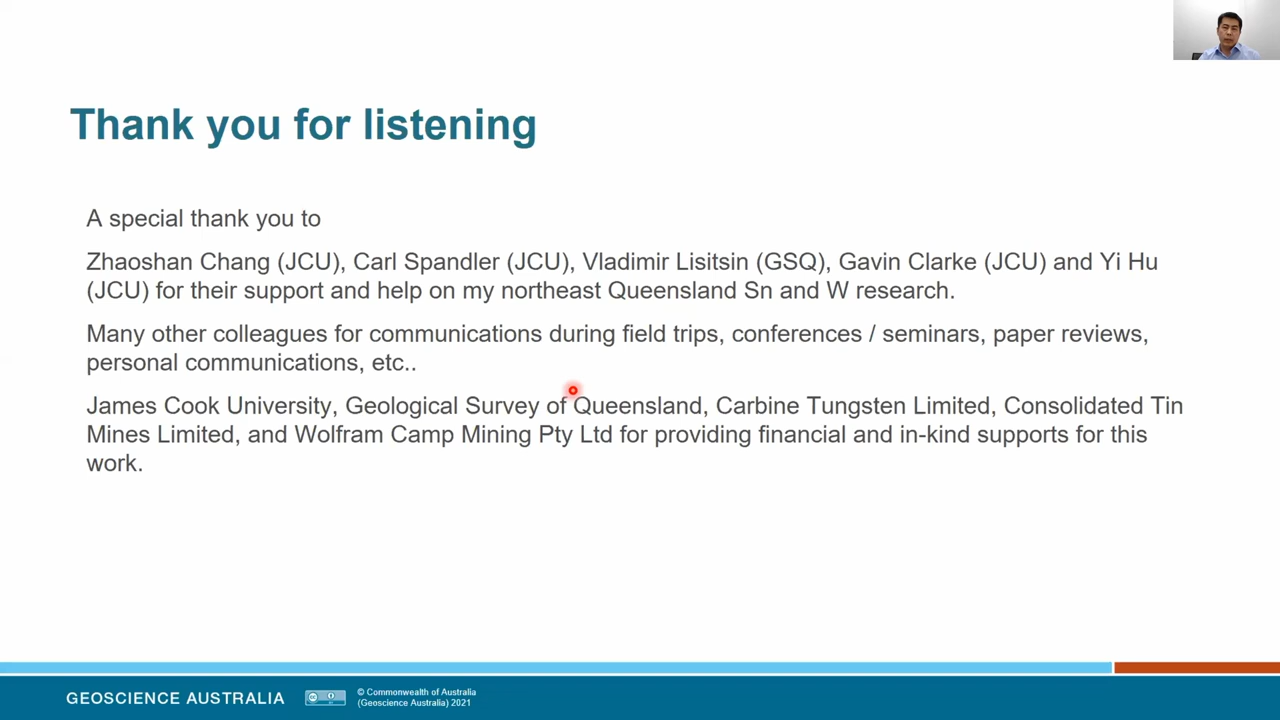 Thank you for listening
A special thank you to
Zhaoshan Chang (JCU), Carl Spandler (JCU), Vladimir Lisitsin (GSQ), Gavin Clarke (JCU) and Yi Hu
(JCU) for their support and help on my northeast Queensland Sn and W research.
Many other colleagues for communications during field trips, conferences / seminars, paper reviews,
personal communications, etc..
James Cook University, Geological Survey of Queensland, Carbine Tungsten Limited, Consolidated Tin
Mines Limited, and Wolfram Camp Mining Pty Ltd for providing financial and in-kind supports for this
work.
GEOSCIENCE AUSTRALIA
© Commonwealth of Australia
(Geoscience Australia) 2021